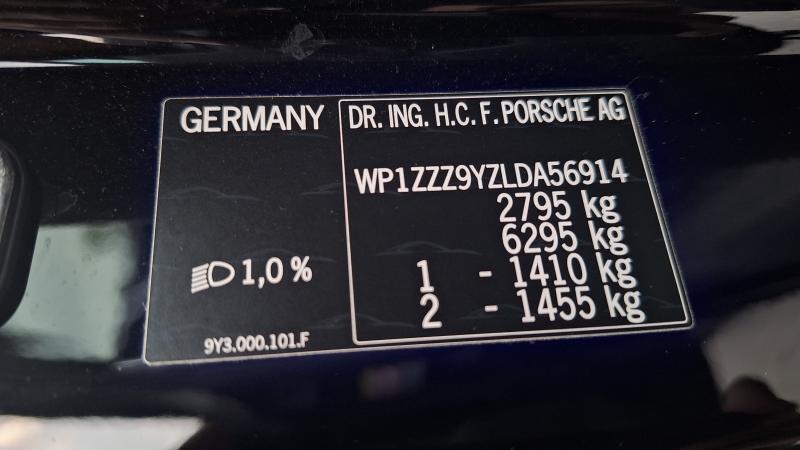 GERMANY
DR. ING. H.C. F. PORSCHE AG
WP1ZZZ9YZLDA56914
2795 kg
6295 kg
1 - 1410 kg
2 - 1455 kg
1,0 %
9Y3.000.101.F